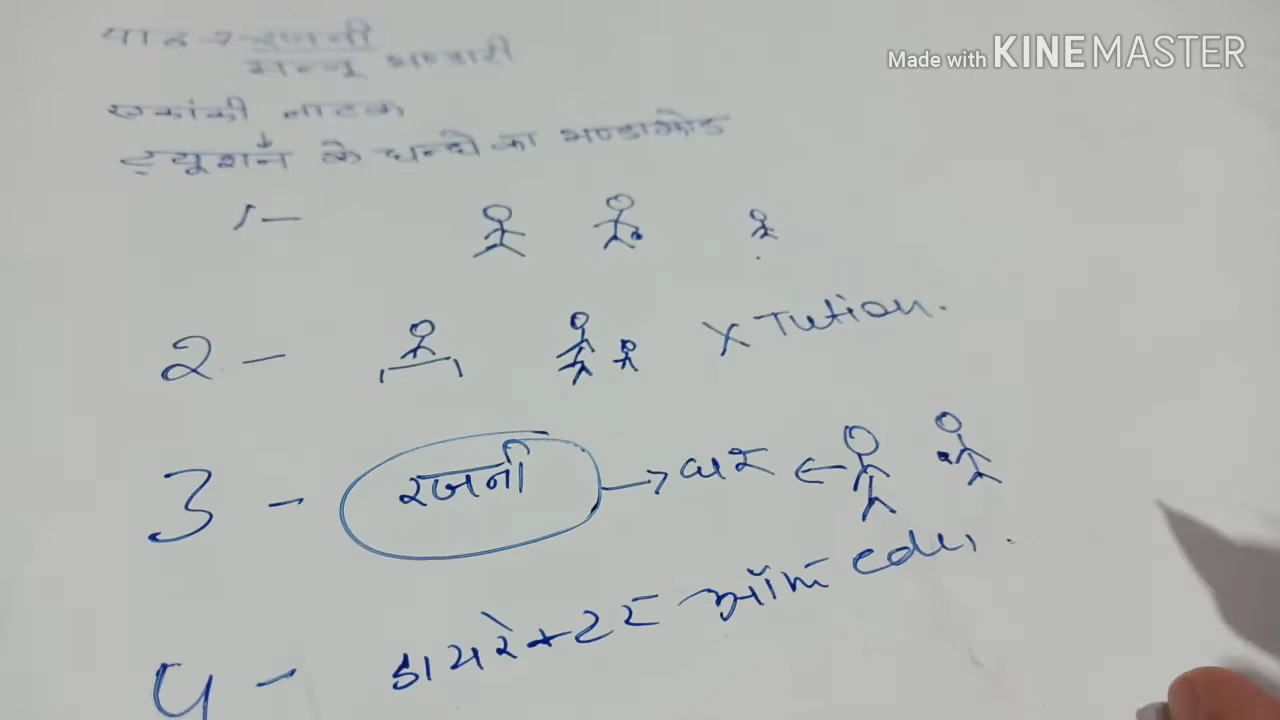 Made with KINEMASTER
पाठ → रजनी
मन्नू भण्डारी
एकांकी नाटक
ट्यूशन के धन्धे का भण्डाफोड
1-
2 - X Tution.
3 - रजनी → घर ←
4 - डायरेक्टर ऑफ edu.